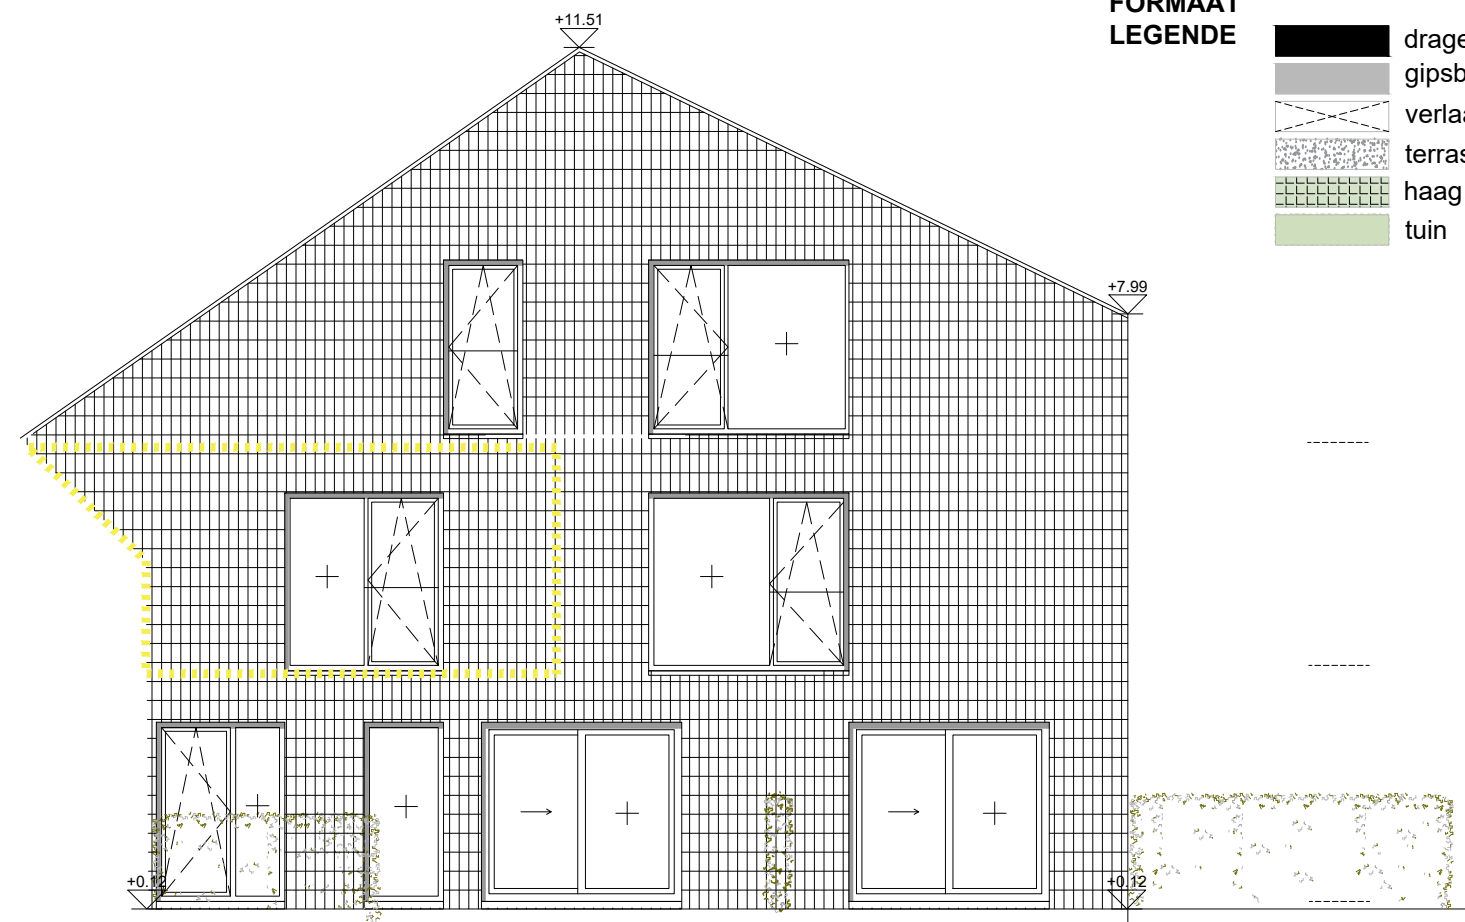 FORMAAT
LEGENDE
haag
tuin
+11.51
+7.99
+0.12
+0.12